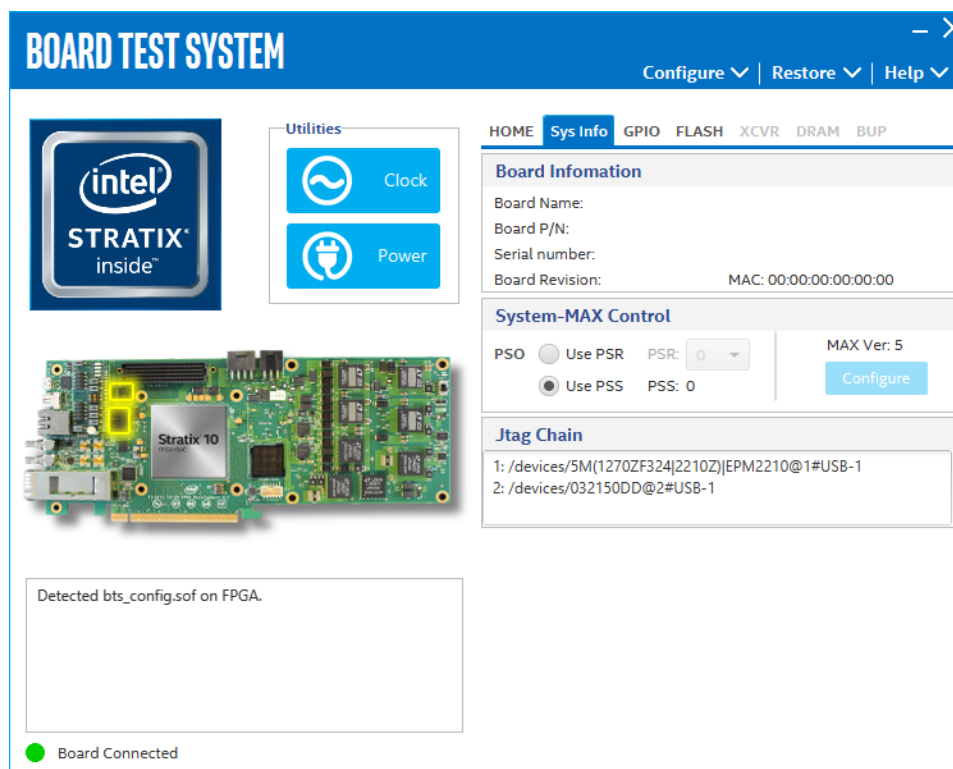 BOARD TEST SYSTEM
Configure | Restore | Help
intel
STRATIX
inside™
Utilities
Clock
Power
HOME Sys Info GPIO FLASH XCVR DRAM BUP
Board Infomation
Board Name:
Board P/N:
Serial number:
Board Revision: MAC: 00:00:00:00:00:00
System-MAX Control
PSO Use PSR PSR: 0 MAX Ver: 5
Use PSS PSS: 0 Configure
Jtag Chain
1: /devices/5M(1270ZF324|2210Z)|EPM2210@1#USB-1
2: /devices/032150DD@2#USB-1
Stratix 10
Detected bts_config.sof on FPGA.
Board Connected